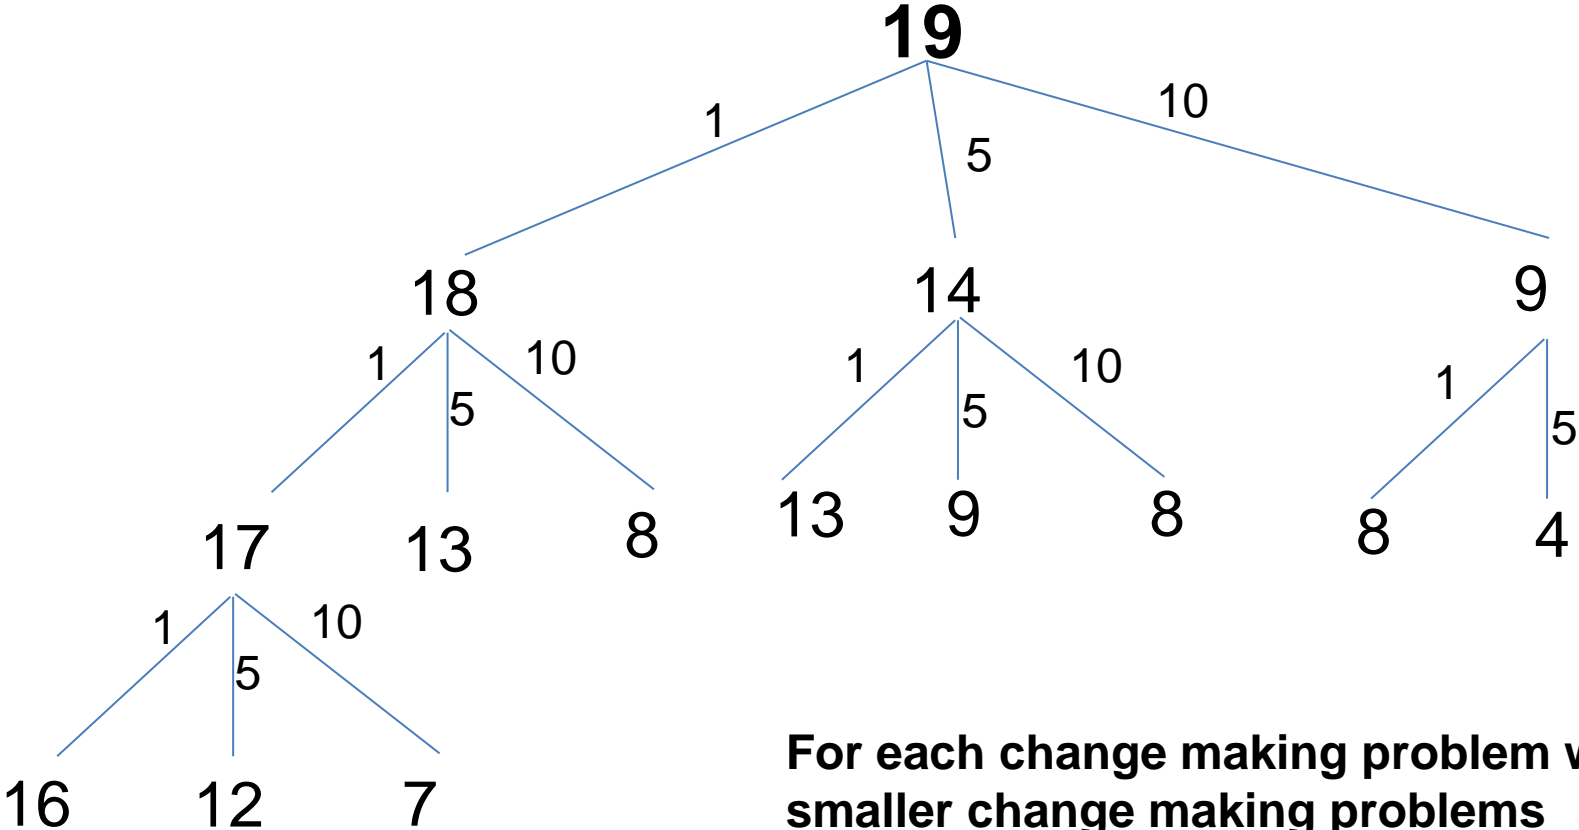 19
1 5 10
18 14 9
1 5 10 1 5 10 1 5
17 13 8 13 9 8 8 4
1 5 10
16 12 7
For each change making problem
smaller change making problems